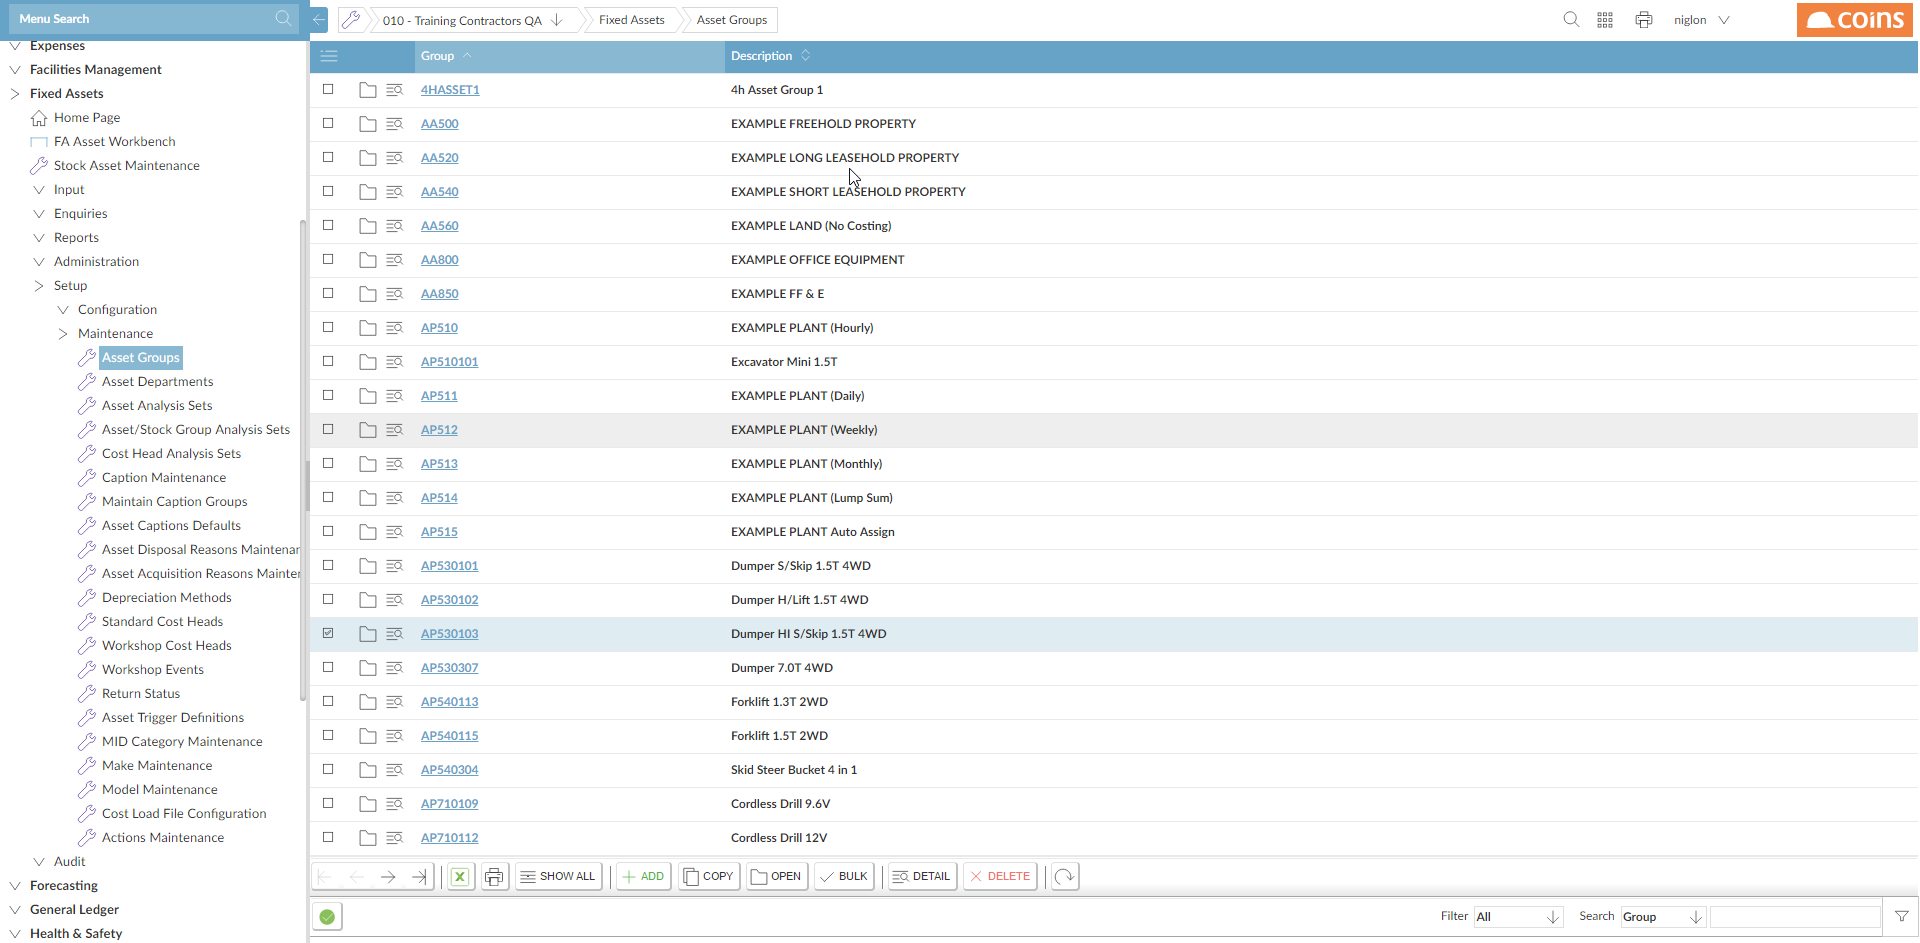 Menu Search
010 - Training Contractors QA
Fixed Assets
Asset Groups
niglon
coins
Expenses
Facilities Management
Fixed Assets
Home Page
FA Asset Workbench
Stock Asset Maintenance
Input
Enquiries
Reports
Administration
Setup
Configuration
Maintenance
Asset Groups
Asset Departments
Asset Analysis Sets
Asset/Stock Group Analysis Sets
Cost Head Analysis Sets
Caption Maintenance
Maintain Caption Groups
Asset Captions Defaults
Asset Disposal Reasons Maintenan
Asset Acquisition Reasons Mainter
Depreciation Methods
Standard Cost Heads
Workshop Cost Heads
Workshop Events
Return Status
Asset Trigger Definitions
MID Category Maintenance
Make Maintenance
Model Maintenance
Cost Load File Configuration
Actions Maintenance
Audit
Forecasting
General Ledger
Health & Safety
Group Description
4HASSET1 4h Asset Group 1
AA500 EXAMPLE FREEHOLD PROPERTY
AA520 EXAMPLE LONG LEASEHOLD PROPERTY
AA540 EXAMPLE SHORT LEASEHOLD PROPERTY
AA560 EXAMPLE LAND (No Costing)
AA800 EXAMPLE OFFICE EQUIPMENT
AA850 EXAMPLE FF & E
AP510 EXAMPLE PLANT (Hourly)
AP510101 Excavator Mini 1.5T
AP511 EXAMPLE PLANT (Daily)
AP512 EXAMPLE PLANT (Weekly)
AP513 EXAMPLE PLANT (Monthly)
AP514 EXAMPLE PLANT (Lump Sum)
AP515 EXAMPLE PLANT Auto Assign
AP530101 Dumper S/Skip 1.5T 4WD
AP530102 Dumper H/Lift 1.5T 4WD
AP530103 Dumper HI S/Skip 1.5T 4WD
AP530307 Dumper 7.0T 4WD
AP540113 Forklift 1.3T 2WD
AP540115 Forklift 1.5T 2WD
AP540304 Skid Steer Bucket 4 in 1
AP710109 Cordless Drill 9.6V
AP710112 Cordless Drill 12V
SHOW ALL ADD COPY OPEN BULK DETAIL DELETE
Filter All Search Group